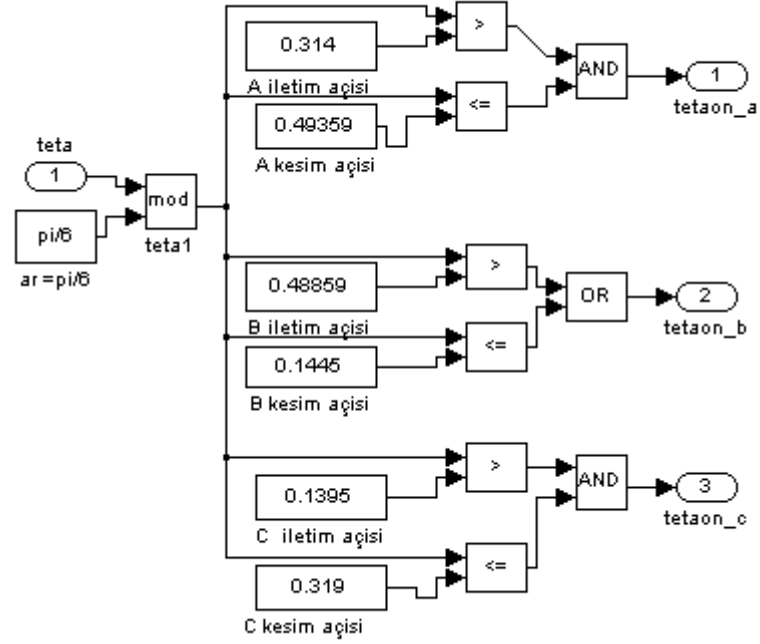 teta
1
pi/6
ar=pi/6
mod
teta1
0.314
A iletim açisi
0.49359
A kesim açisi
>
<=
AND
1
tetaon_a
0.48859
B iletim açisi
0.1445
B kesim açisi
>
<=
OR
2
tetaon_b
0.1395
C iletim açisi
0.319
C kesim açisi
>
<=
AND
3
tetaon_c